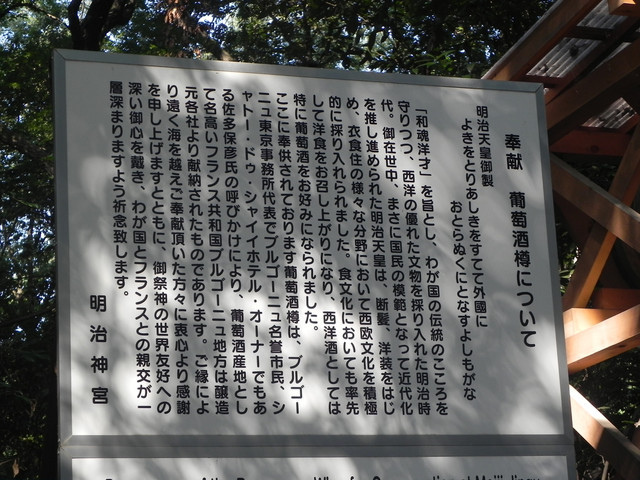 奉献 葡萄酒樽について
明治天皇御製
よきをとりあしきをすてて外國に
おとらぬくにとなすよしもがな
「和魂洋才」を旨とし、わが国の伝統のこころを
守りつつ、西洋の優れた文物を採り入れた明治時
代。御在世中、まさに国民の模範となって近代化
を推し進められた明治天皇は、断髪、洋装をはじ
め、衣食住の様々な分野において西欧文化を積極
的に採り入れられました。食文化においても率先
して洋食をお召し上がりになり、西洋酒としては
特に葡萄酒をお好みになられました。
ここに奉供されております葡萄酒樽は、ブルゴー
ニュ東京事務所代表でブルゴーニュ名誉市民、シ
ャトー・ドゥ・シャイイホテル・オーナーでもあ
る佐多保彦氏の呼びかけにより、葡萄酒産地とし
て名高いフランス共和国ブルゴーニュ地方は醸造
元各社より献納されたものであります。ご縁によ
り遠く海を越えご奉献頂いた方々に衷心より感謝
を申し上げますとともに、御祭神の世界友好への
深い御心を戴き、わが国とフランスとの親交が一
層深まりますよう祈念致します。
明治神宮